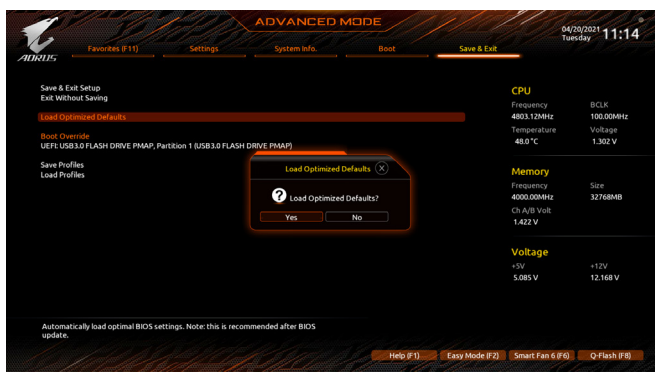 ADVANCED MODE
04/20/2021 Tuesday 11:14
AORUS
Favorites (F11) Settings System Info. Boot Save & Exit
Save & Exit Setup
Exit Without Saving
Load Optimized Defaults
Boot Override
UEFI: USB3.0 FLASH DRIVE PMAP, Partition 1 (USB3.0 FLASH DRIVE PMAP)
Save Profiles
Load Profiles
Load Optimized Defaults
Load Optimized Defaults?
Yes No
CPU
Frequency BCLK
4803.12MHz 100.00MHz
Temperature Voltage
48.0 °C 1.302 V
Memory
Frequency Size
4000.00MHz 32768MB
Ch A/B Volt
1.422 V
Voltage
+5V +12V
5.085 V 12.168 V
Automatically load optimal BIOS settings. Note: this is recommended after BIOS
update.
Help (F1) Easy Mode (F2) Smart Fan 6 (F6) Q-Flash (F8)